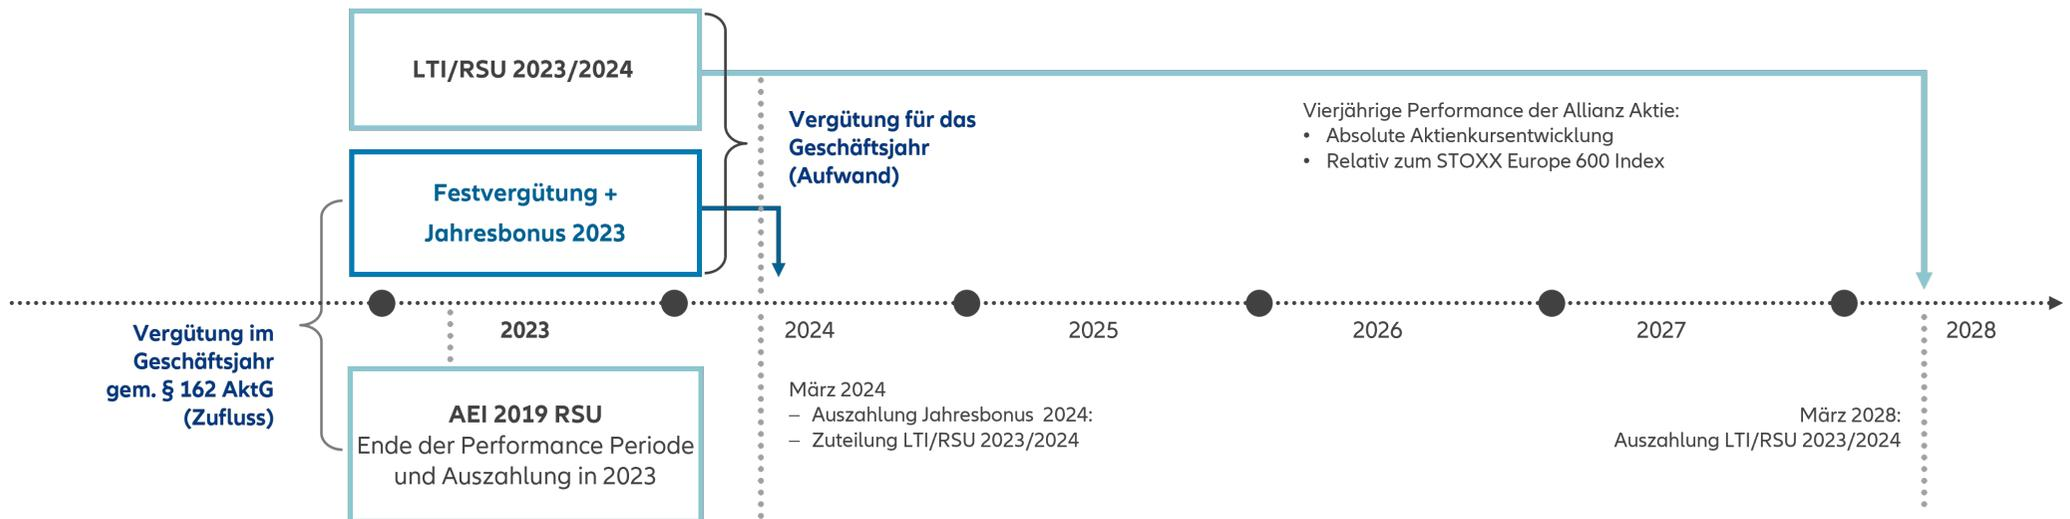 LTI/RSU 2023/2024
Vergütung für das
Geschäftsjahr
(Aufwand)
Vierjährige Performance der Allianz Aktie:
• Absolute Aktienkursentwicklung
• Relativ zum STOXX Europe 600 Index
Festvergütung +
Jahresbonus 2023
2023
2024
2025
2026
2027
2028
Vergütung im
Geschäftsjahr
gem. § 162 AktG
(Zufluss)
AEI 2019 RSU
Ende der Performance Periode
und Auszahlung in 2023
März 2024
– Auszahlung Jahresbonus 2024:
– Zuteilung LTI/RSU 2023/2024
März 2028:
Auszahlung LTI/RSU 2023/2024